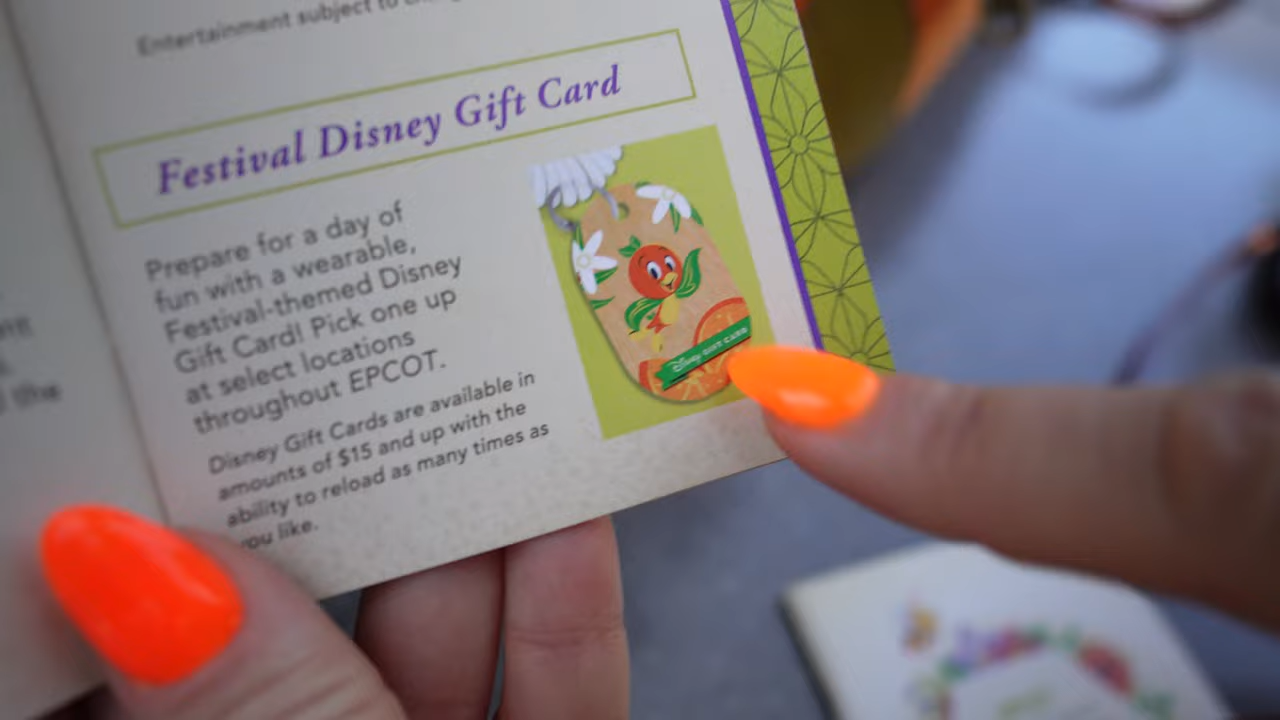 Entertainment subject to
Festival Disney Gift Card
Prepare for a day of
fun with a wearable,
Festival-themed Disney
Gift Card! Pick one up
at select locations
throughout EPCOT.
Disney Gift Cards are available in
amounts of $15 and up with the
ability to reload as many times as
you like.
Disney GIFT CARD
the